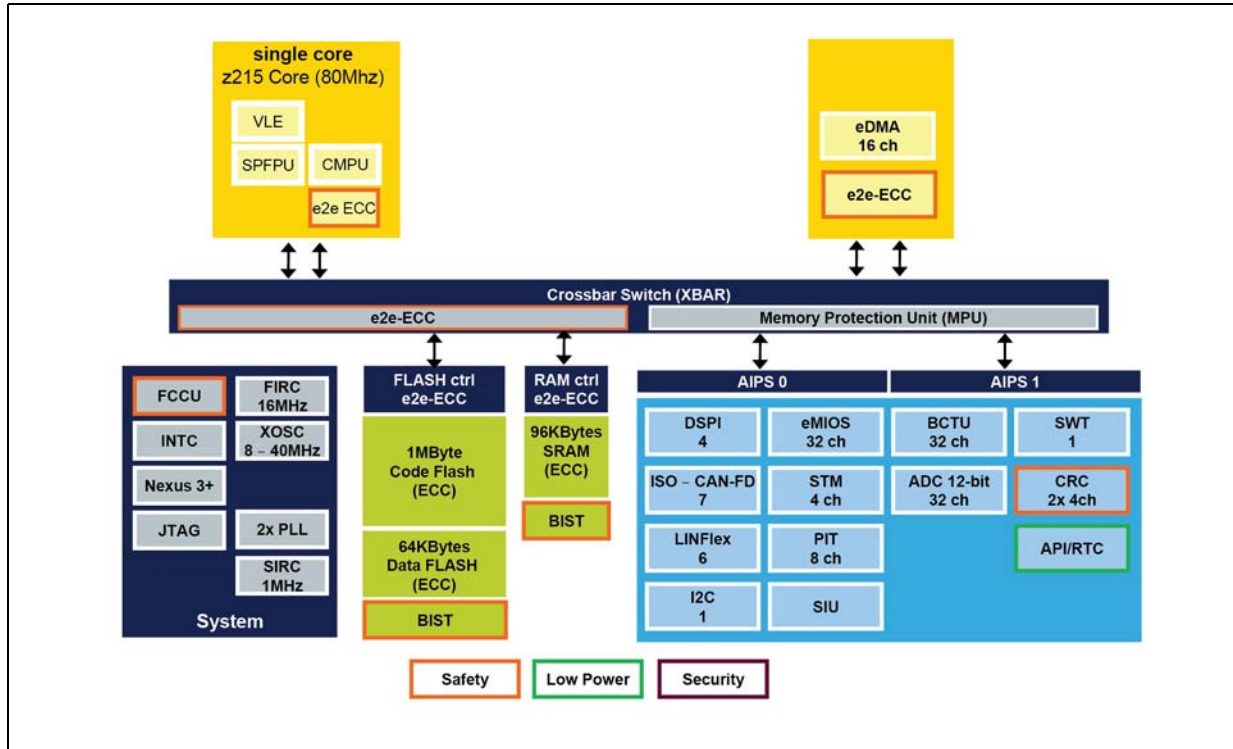 single core
z215 Core (80Mhz)
VLE
SPFPU
CMPU
e2e ECC
eDMA
16 ch
e2e-ECC
Crossbar Switch (XBAR)
e2e-ECC
Memory Protection Unit (MPU)
FCCU
FIRC
16MHz
INTC
XOSC
8 – 40MHz
Nexus 3+
JTAG
2x PLL
SIRC
1MHz
System
FLASH ctrl
e2e-ECC
1MByte
Code Flash
(ECC)
64KBytes
Data FLASH
(ECC)
BIST
RAM ctrl
e2e-ECC
96KBytes
SRAM
(ECC)
BIST
AIPS 0
AIPS 1
DSPI
4
eMIOS
32 ch
BCTU
32 ch
SWT
1
ISO – CAN-FD
7
STM
4 ch
ADC 12-bit
32 ch
CRC
2x 4ch
LINFlex
6
PIT
8 ch
API/RTC
I2C
1
SIU
Safety
Low Power
Security